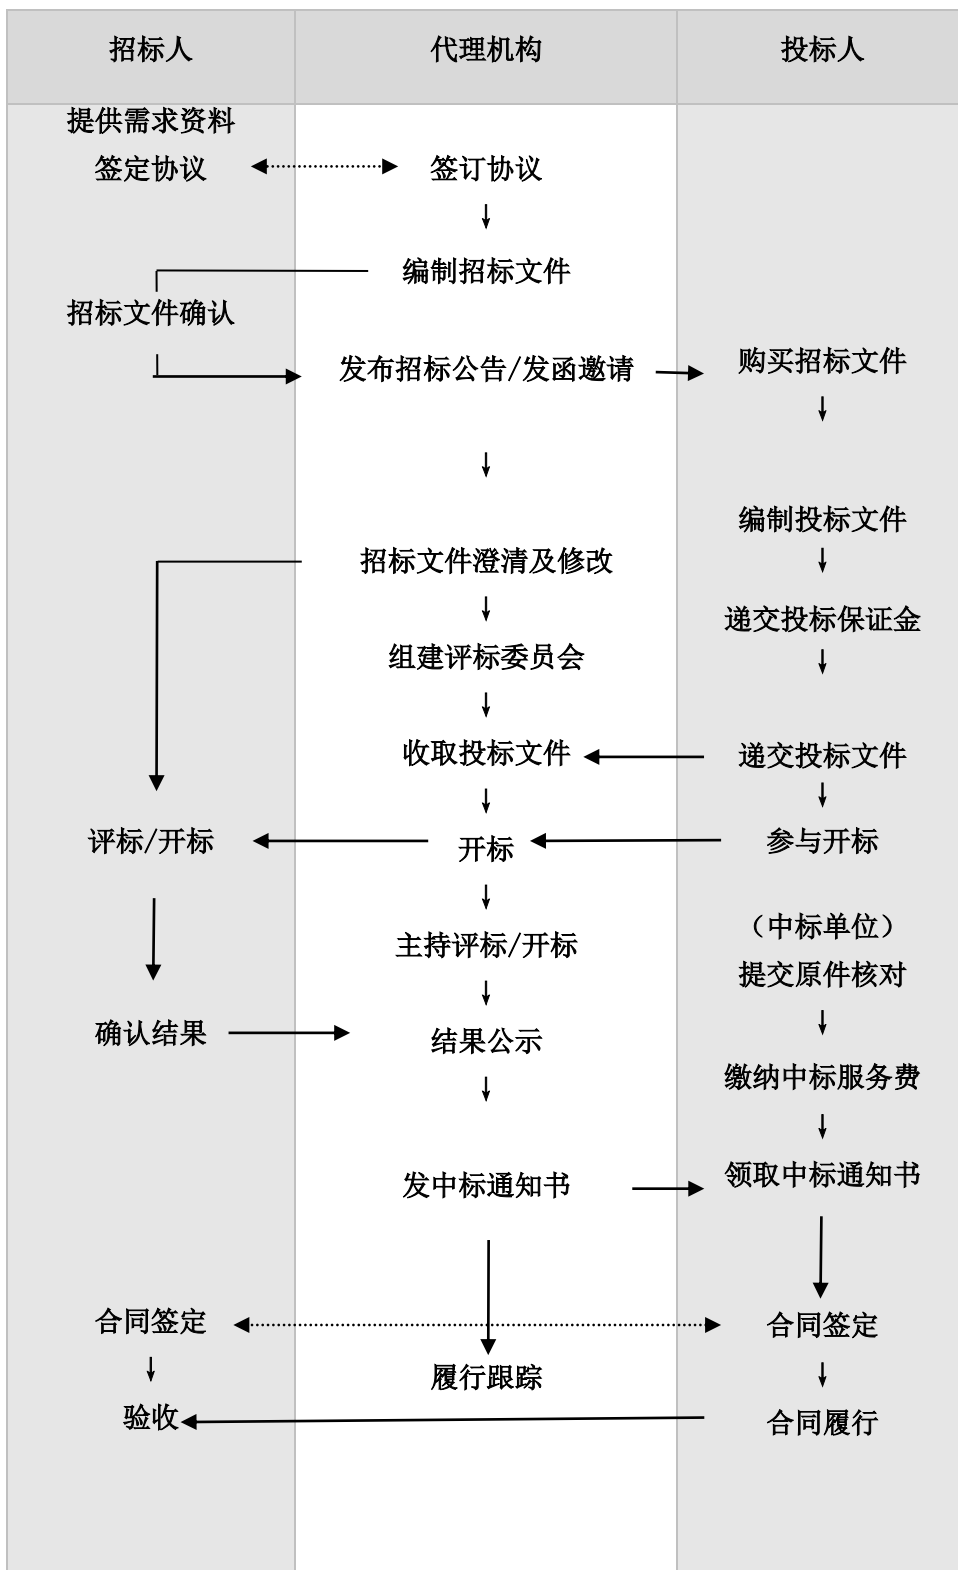 招标人
代理机构
投标人
提供需求资料
签定协议
签订协议
编制招标文件
招标文件确认
发布招标公告/发函邀请
购买招标文件
编制投标文件
招标文件澄清及修改
递交投标保证金
组建评标委员会
收取投标文件
递交投标文件
评标/开标
开标
参与开标
（中标单位）
主持评标/开标
提交原件核对
确认结果
结果公示
缴纳中标服务费
发中标通知书
领取中标通知书
合同签定
合同签定
履行跟踪
验收
合同履行